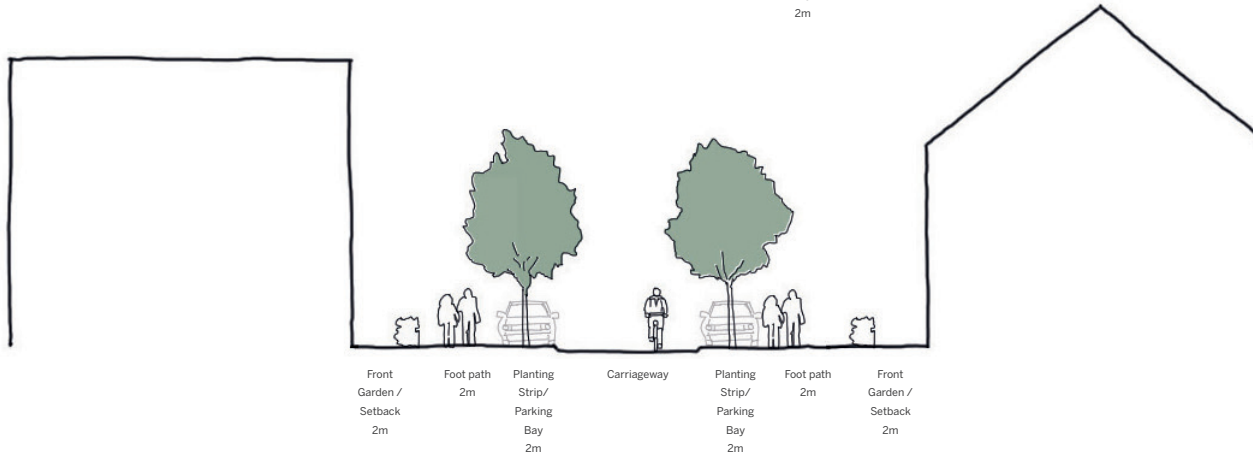 2m
Front
Garden /
Setback
2m
Foot path
2m
Planting
Strip/
Parking
Bay
2m
Carriageway
Planting
Strip/
Parking
Bay
2m
Foot path
2m
Front
Garden /
Setback
2m